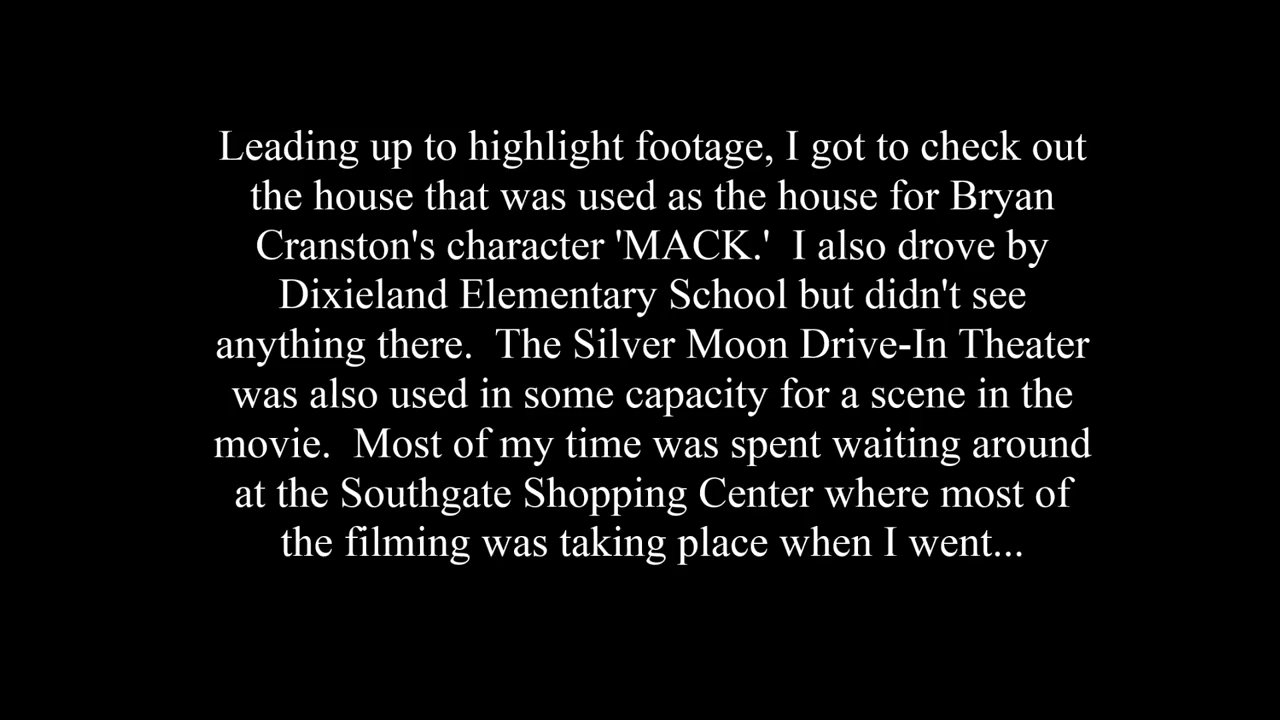 Leading up to highlight footage, I got to check out
the house that was used as the house for Bryan
Cranston's character 'MACK.'  I also drove by
Dixieland Elementary School but didn't see
anything there.  The Silver Moon Drive-In Theater
was also used in some capacity for a scene in the
movie.  Most of my time was spent waiting around
at the Southgate Shopping Center where most of
the filming was taking place when I went...